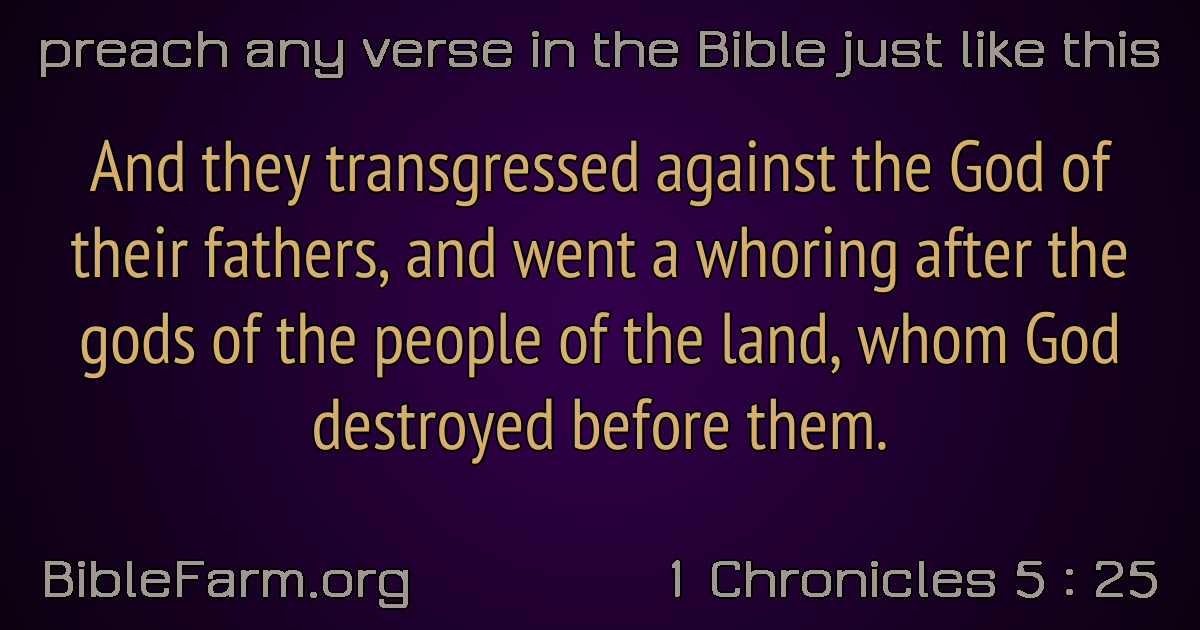 preach any verse in the Bible just like this
And they transgressed against the God of
their fathers, and went a whoring after the
gods of the people of the land, whom God
destroyed before them.
BibleFarm.org
1 Chronicles 5 : 25